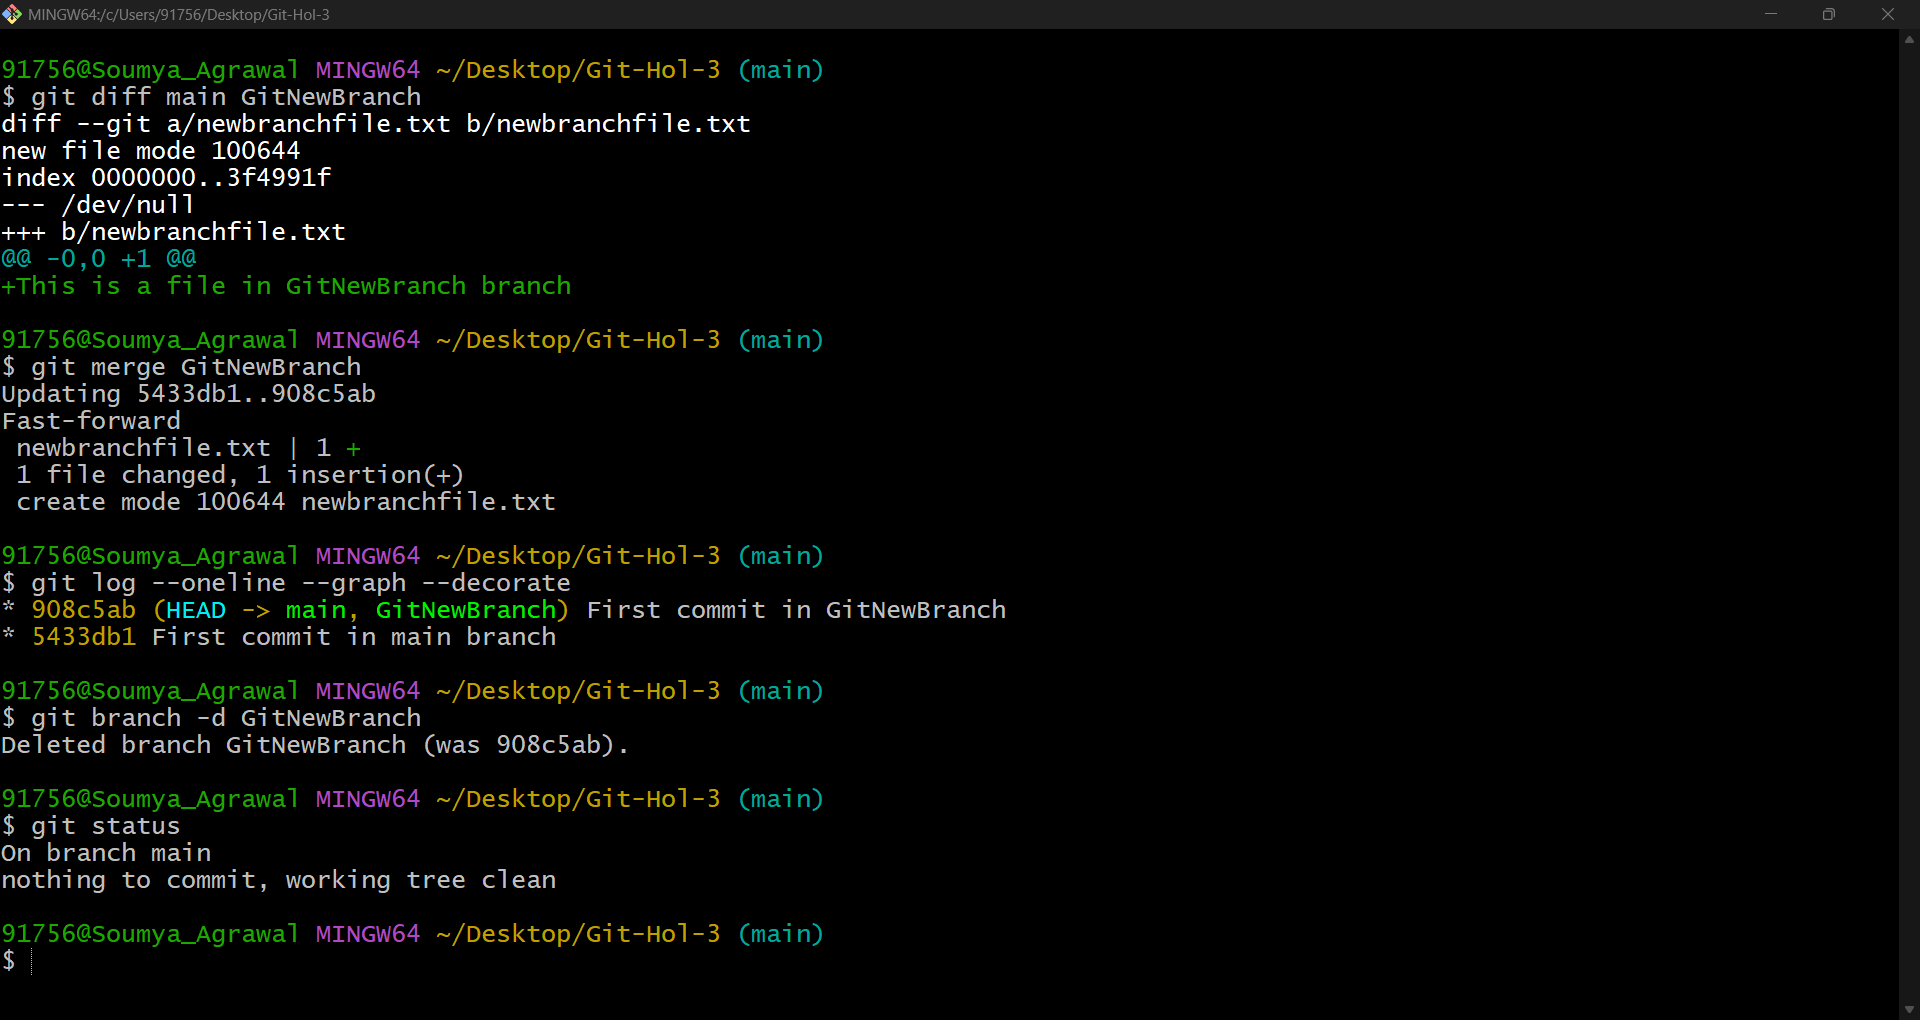 MINGW64:/c/Users/91756/Desktop/Git-Hol-3
91756@Soumya_Agrawal MINGW64 ~/Desktop/Git-Hol-3 (main)
$ git diff main GitNewBranch
diff --git a/newbranchfile.txt b/newbranchfile.txt
new file mode 100644
index 0000000..3f4991f
--- /dev/null
+++ b/newbranchfile.txt
@@ -0,0 +1 @@
+This is a file in GitNewBranch branch
91756@Soumya_Agrawal MINGW64 ~/Desktop/Git-Hol-3 (main)
$ git merge GitNewBranch
Updating 5433db1..908c5ab
Fast-forward
 newbranchfile.txt | 1 +
 1 file changed, 1 insertion(+)
 create mode 100644 newbranchfile.txt
91756@Soumya_Agrawal MINGW64 ~/Desktop/Git-Hol-3 (main)
$ git log --oneline --graph --decorate
* 908c5ab (HEAD -> main, GitNewBranch) First commit in GitNewBranch
* 5433db1 First commit in main branch
91756@Soumya_Agrawal MINGW64 ~/Desktop/Git-Hol-3 (main)
$ git branch -d GitNewBranch
Deleted branch GitNewBranch (was 908c5ab).
91756@Soumya_Agrawal MINGW64 ~/Desktop/Git-Hol-3 (main)
$ git status
On branch main
nothing to commit, working tree clean
91756@Soumya_Agrawal MINGW64 ~/Desktop/Git-Hol-3 (main)
$